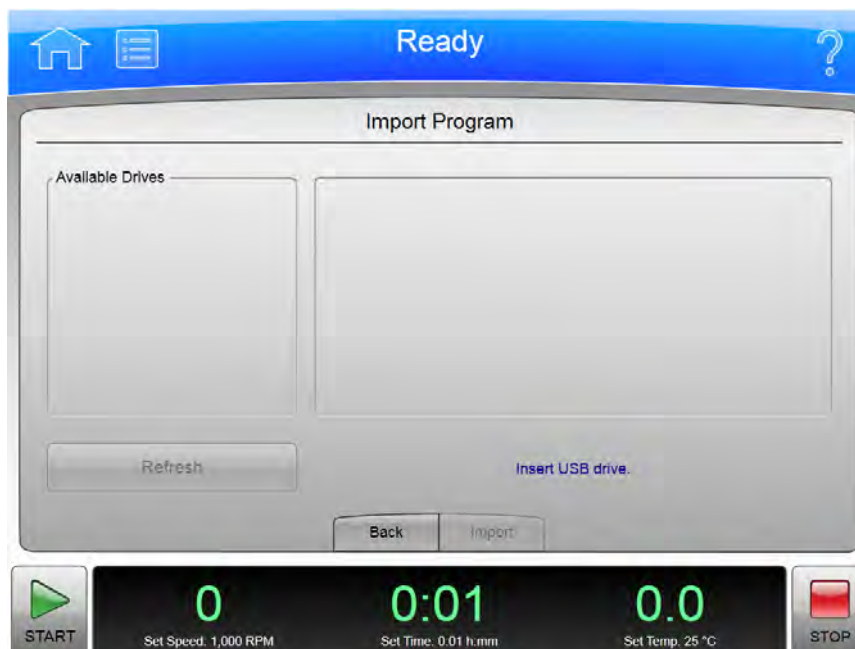 Ready
?
Import Program
Available Drives
Refresh
Insert USB drive.
Back
Import
START
0
0:01
0.0
STOP
Set Speed. 1,000 RPM
Set Time. 0.01 h:mm
Set Temp. 25 °C